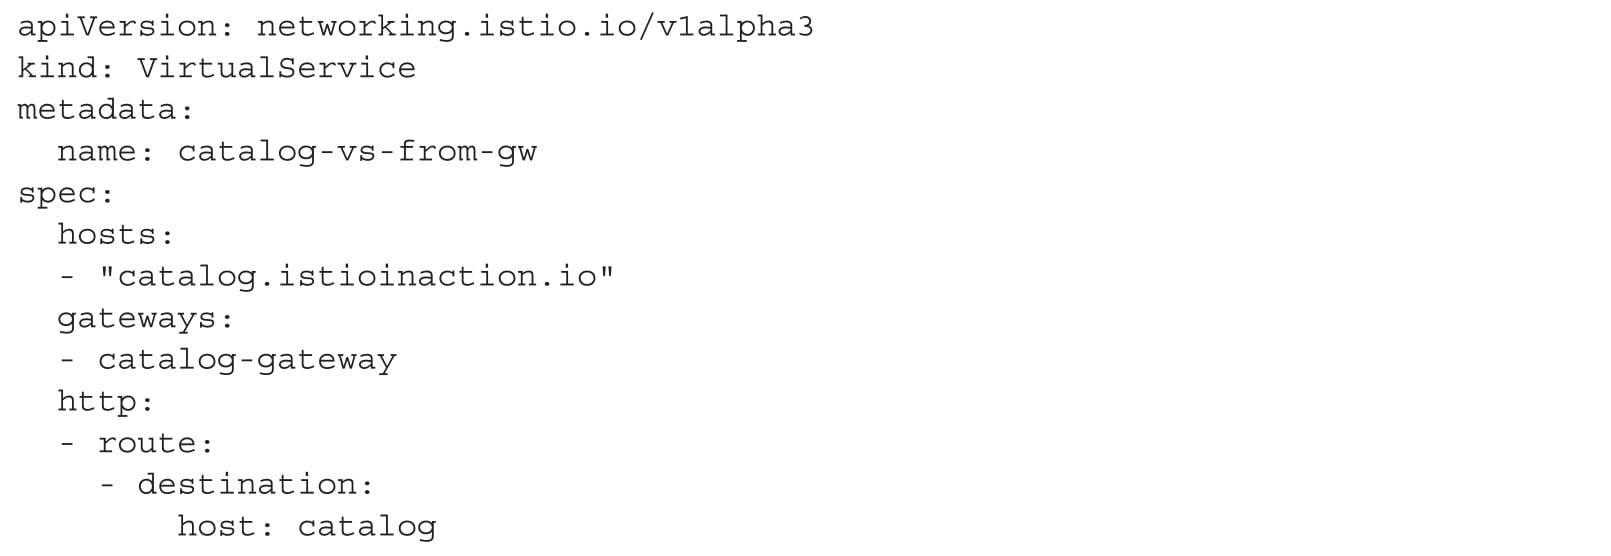 apiVersion: networking.istio.io/v1alpha3
kind: VirtualService
metadata:
  name: catalog-vs-from-gw
spec:
  hosts:
  - "catalog.istioinaction.io"
  gateways:
  - catalog-gateway
  http:
  - route:
    - destination:
        host: catalog